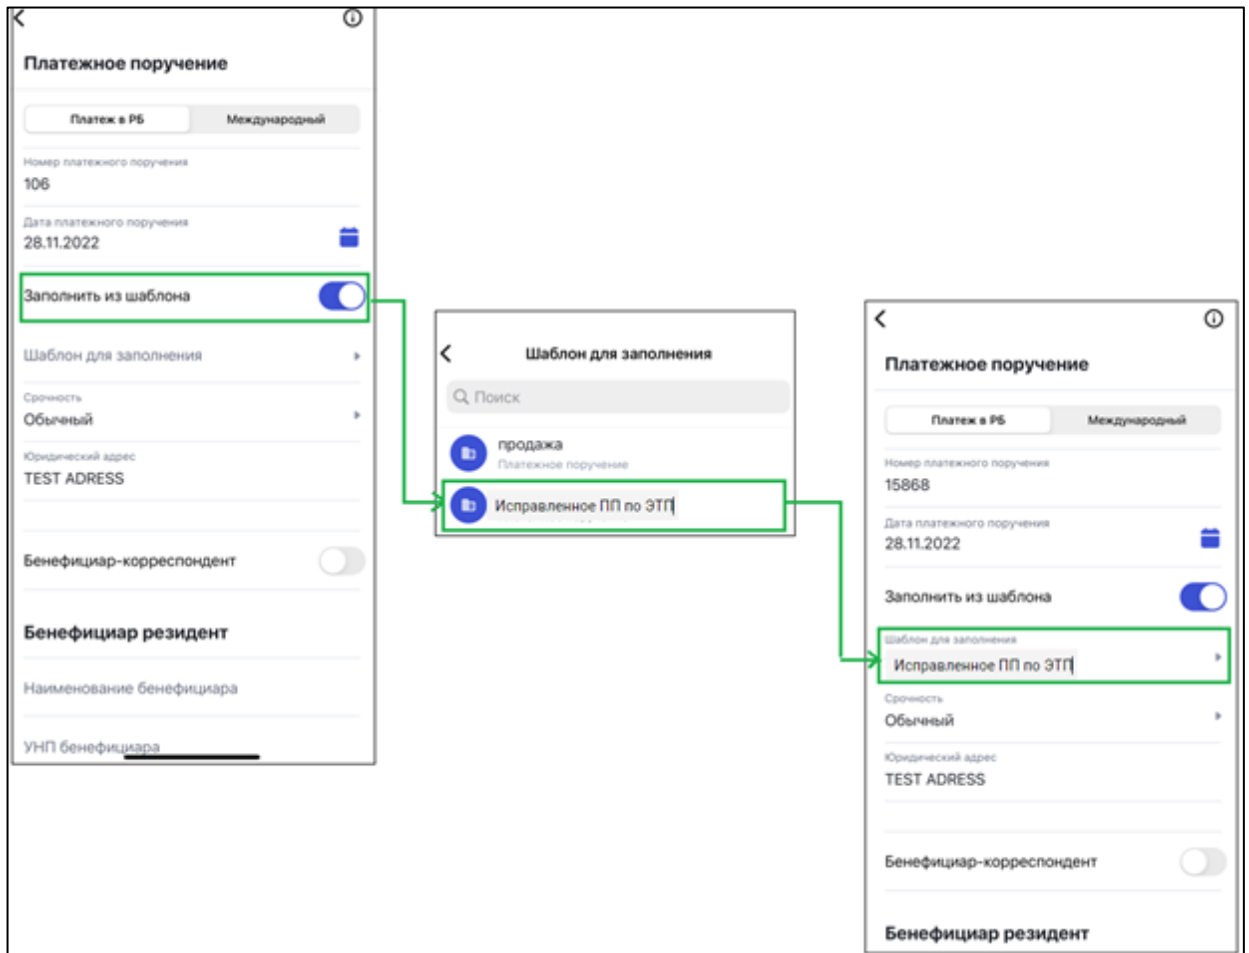 Платежное поручение
Платеж в РБ
Международный
Номер платежного поручения
106
Дата платежного поручения
28.11.2022
Заполнить из шаблона
Шаблон для заполнения
Срочность
Обычный
Юридический адрес
TEST ADRESS
Бенефициар-корреспондент
Бенефициар резидент
Наименование бенефициара
УНП бенефициара
Шаблон для заполнения
Поиск
продажа
Платежное поручение
Исправленное ПП по ЭТП
Платежное поручение
Платеж в РБ
Международный
Номер платежного поручения
15868
Дата платежного поручения
28.11.2022
Заполнить из шаблона
Шаблон для заполнения
Исправленное ПП по ЭТП
Срочность
Обычный
Юридический адрес
TEST ADRESS
Бенефициар-корреспондент
Бенефициар резидент